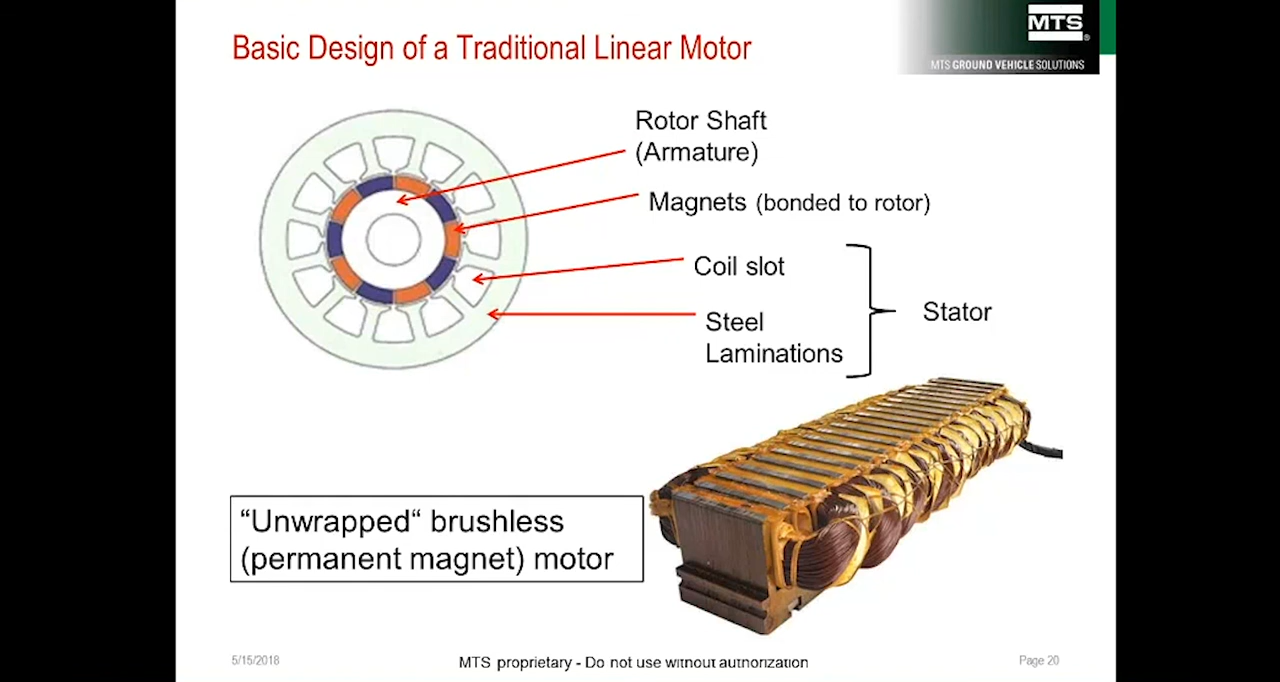 MTS
MTS GROUND VEHICLE SOLUTIONS
Basic Design of a Traditional Linear Motor
Rotor Shaft
(Armature)
Magnets (bonded to rotor)
Coil slot
Steel
Laminations
Stator
“Unwrapped“ brushless
(permanent magnet) motor
5/15/2018
MTS proprietary - Do not use without authorization
Page 20